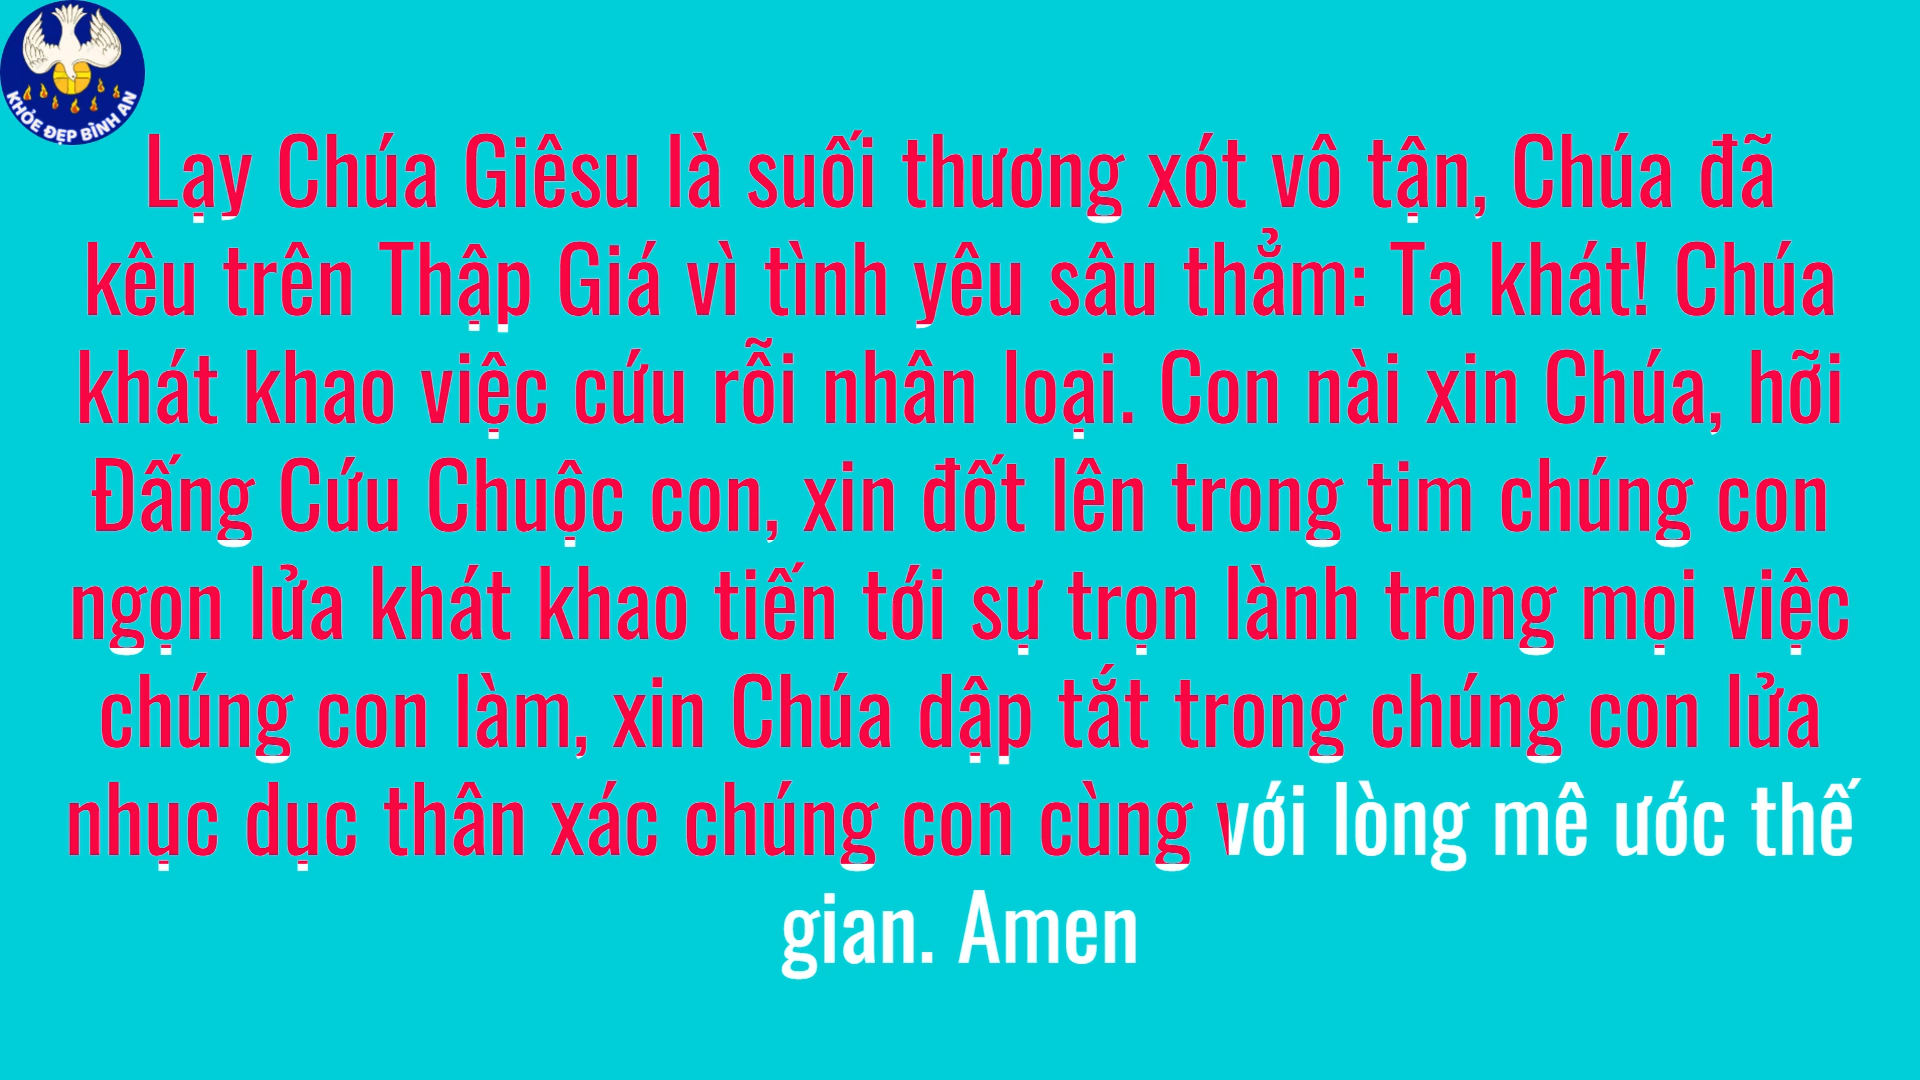 KHỎE ĐẸP BÌNH AN
Lạy Chúa Giêsu là suối thương xót vô tận, Chúa đã
kêu trên Thập Giá vì tình yêu sâu thẳm: Ta khát! Chúa
khát khao việc cứu rỗi nhân loại. Con nài xin Chúa, hỡi
Đấng Cứu Chuộc con, xin đốt lên trong tim chúng con
ngọn lửa khát khao tiến tới sự trọn lành trong mọi việc
chúng con làm, xin Chúa dập tắt trong chúng con lửa
nhục dục thân xác chúng con cùng với lòng mê ước thế
gian. Amen